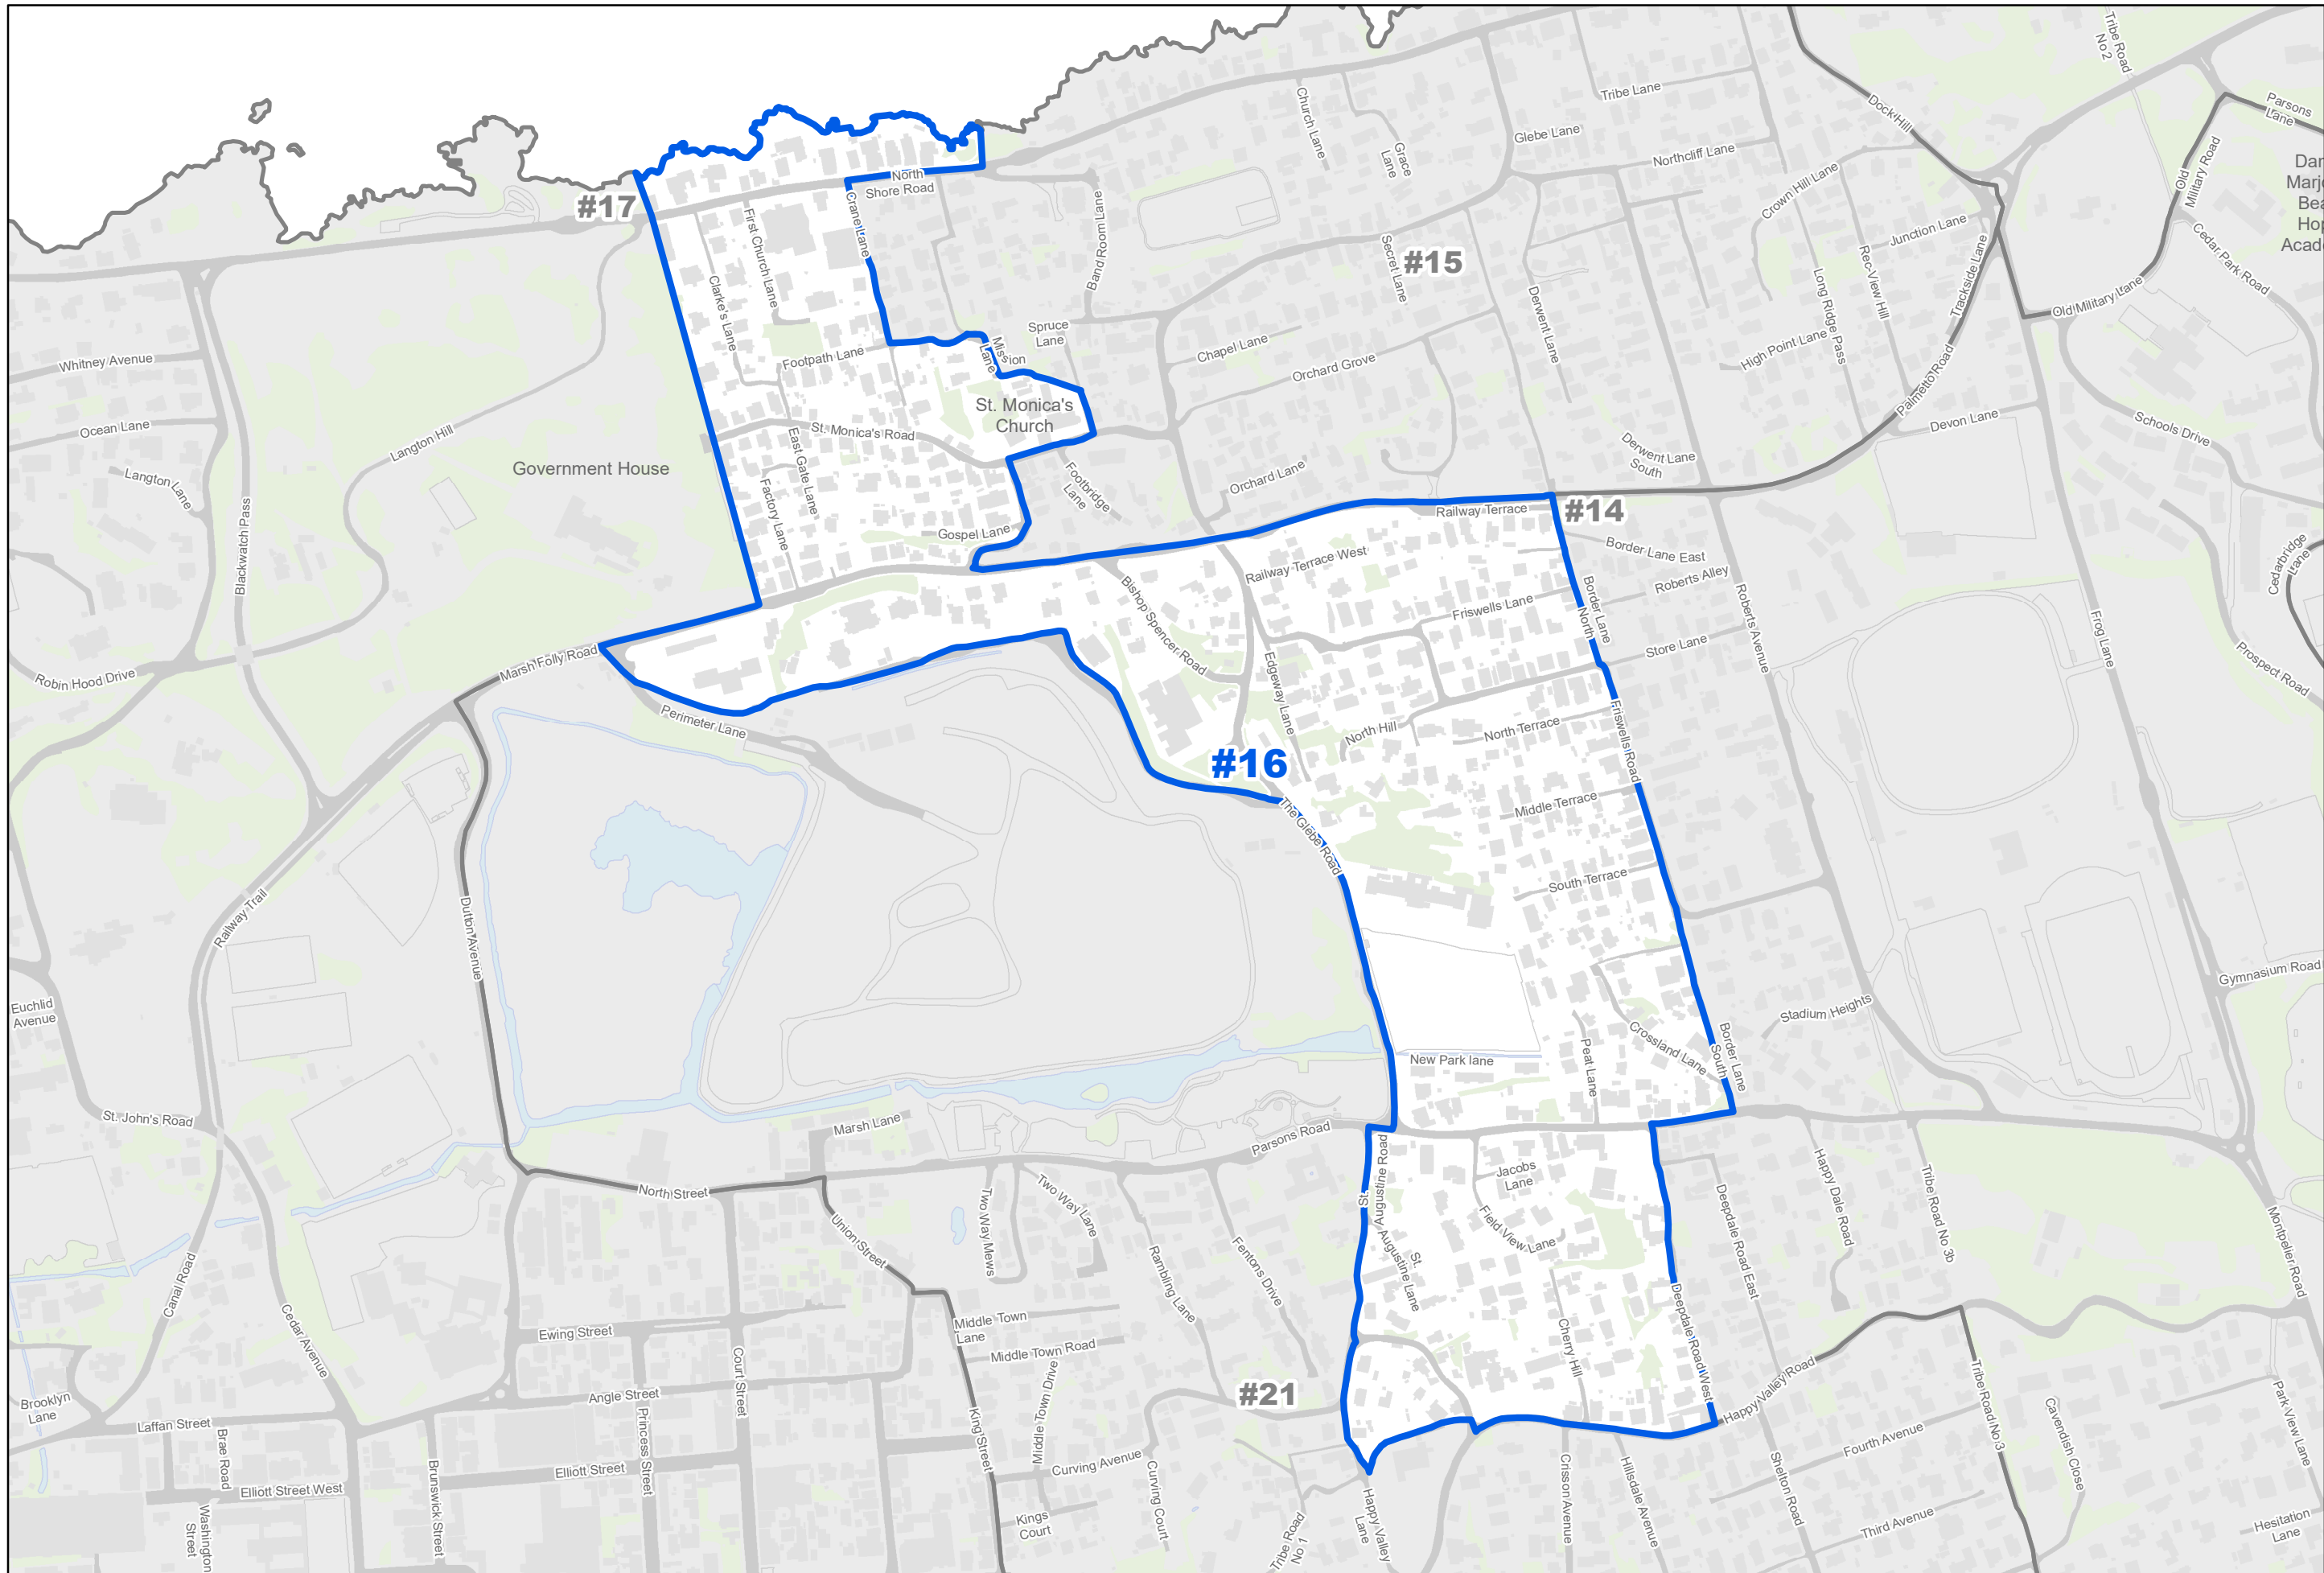 Tribe Road
No 2
Parsons
Lane
Dock Hill
Tribe Lane
Church Lane
Glebe Lane
Grace
Lane
Northcliff Lane
Old
Military Road
Crown Hill Lane
North
Shore Road
#17
Crane Lane
First Church Lane
Band Room Lane
Junction Lane
Cedar Park Road
Secret Lane
#15
Rec-View Hill
Trackside Lane
Long Ridge Pass
Old Military Lane
Clarke's Lane
Derwent Lane
Spruce
Lane
Mission
Lane
Chapel Lane
High Point Lane
Footpath Lane
Whitney Avenue
Orchard Grove
Palmetto Road
St. Monica's
Church
Devon Lane
Schools Drive
Ocean Lane
Langton Hill
St. Monica's Road
East Gate Lane
Derwent Lane
South
Government House
Langton Lane
Footbridge
Lane
Orchard Lane
Factory Lane
Railway Terrace
#14
Blackwatch Pass
Gospel Lane
Border Lane East
Cedarbridge
Lane
Railway Terrace West
Roberts Alley
Bishop Spencer Road
Friswells Lane
Border Lane
North
Roberts Avenue
Frog Lane
Store Lane
Marsh Folly Road
Robin Hood Drive
Prospect Road
Edgeway Lane
Perimeter Lane
North Hill
North Terrace
Friswells Road
#16
Middle Terrace
The Glebe Road
South Terrace
Railway Trail
Dutton Avenue
Gymnasium Road
Euchlid
Avenue
Stadium Heights
Crossland Lane
Border Lane
South
New Park lane
Peat Lane
St. John's Road
Marsh Lane
Parsons Road
St.
Augustine Road
Jacobs
Lane
North Street
Two Way Mews
Two Way Lane
Deepdale Road East
Happy Dale Road
Tribe Road No 3b
Montpelier Road
Union Street
Rambling Lane
Fentons Drive
Field View Lane
St.
Augustine Lane
Canal Road
Cedar Avenue
Middle Town
Lane
Ewing Street
Middle Town Road
Cherry Hill
Deepdale Road West
Court Street
Middle Town Drive
Happy Valley Road
Tribe Road No 3
Park View Lane
Brooklyn
Lane
Angle Street
#21
Laffan Street
Princess Street
King Street
Cavendish Close
Brae Road
Fourth Avenue
Brunswick Street
Elliott Street
Curving Avenue
Curving Court
Elliott Street West
Crisson Avenue
Hillsdale Avenue
Shelton Road
Washington
Street
Kings
Court
Tribe Road
No 1
Happy Valley
Lane
Third Avenue
Hesitation
Lane